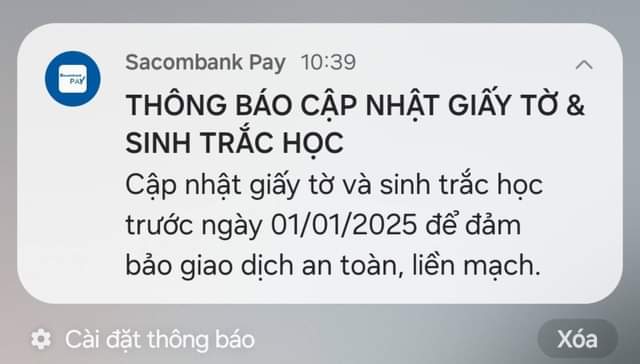 Sacombank Pay 10:39
THÔNG BÁO CẬP NHẬT GIẤY TỜ &
SINH TRẮC HỌC
Cập nhật giấy tờ và sinh trắc học
trước ngày 01/01/2025 để đảm
bảo giao dịch an toàn, liền mạch.
Sacombank
PAY
Cài đặt thông báo
Xóa